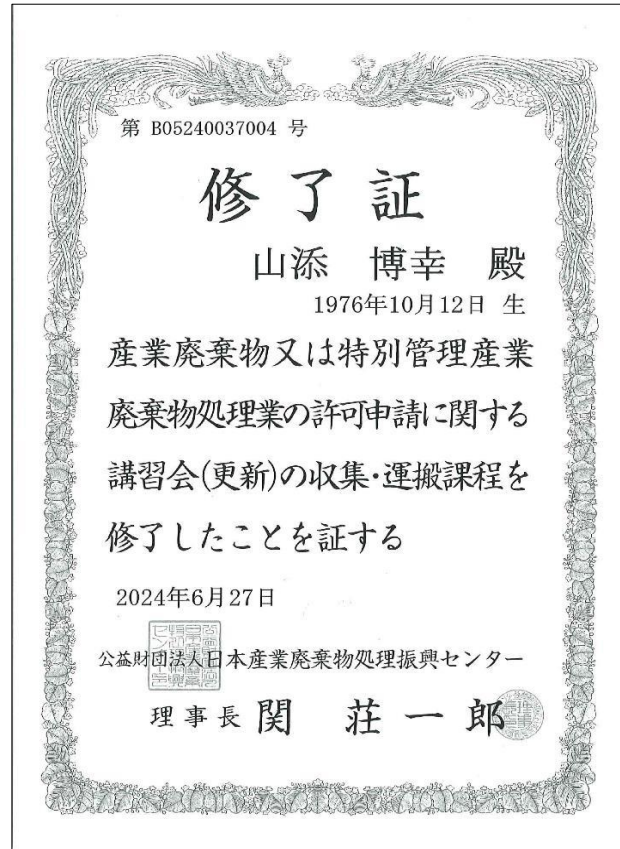 第 B05240037004 号
修了証
山添 博幸 殿
1976年10月12日 生
産業廃棄物又は特別管理産業
廃棄物処理業の許可申請に関する
講習会(更新)の収集・運搬課程を
修了したことを証する
2024年6月27日
公益財団法人日本産業廃棄物処理振興センター
理事長 関 荘一郎